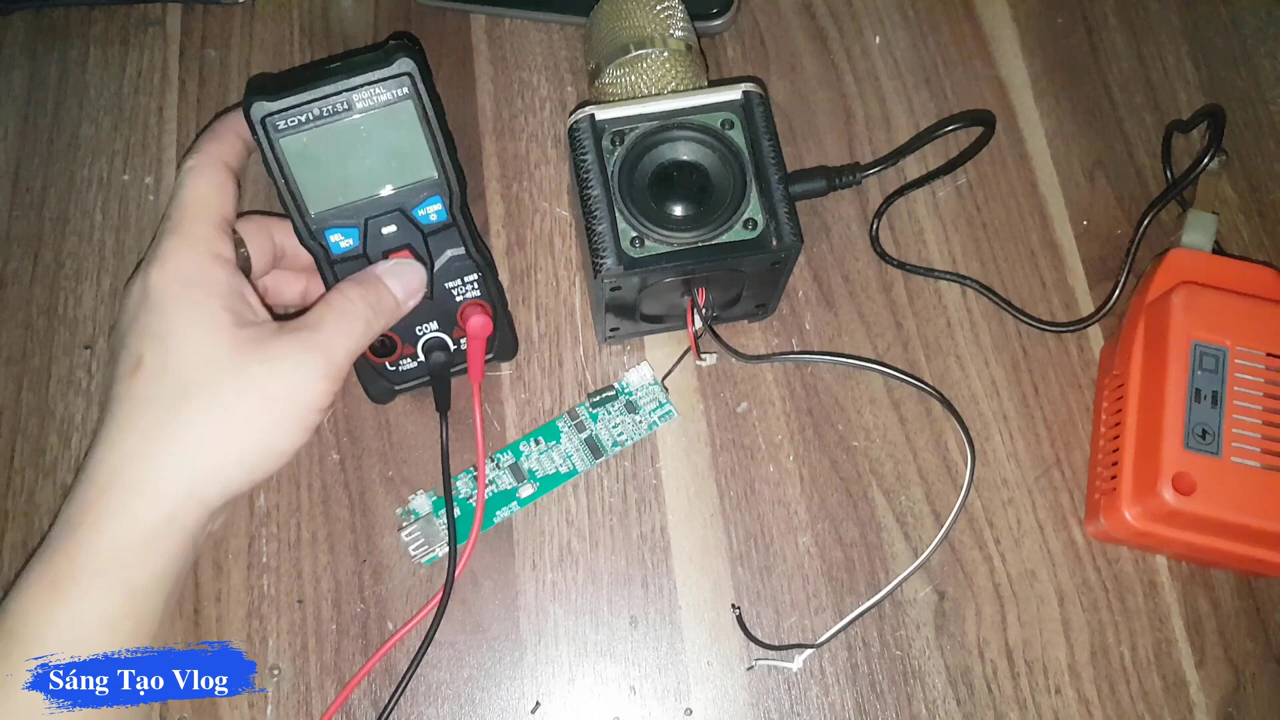 ZOYI® ZT-S4 DIGITAL MULTIMETER
SEL
NCV
H/ZERO
TRUE RMS
COM
10A
FUSED
Sáng Tạo Vlog